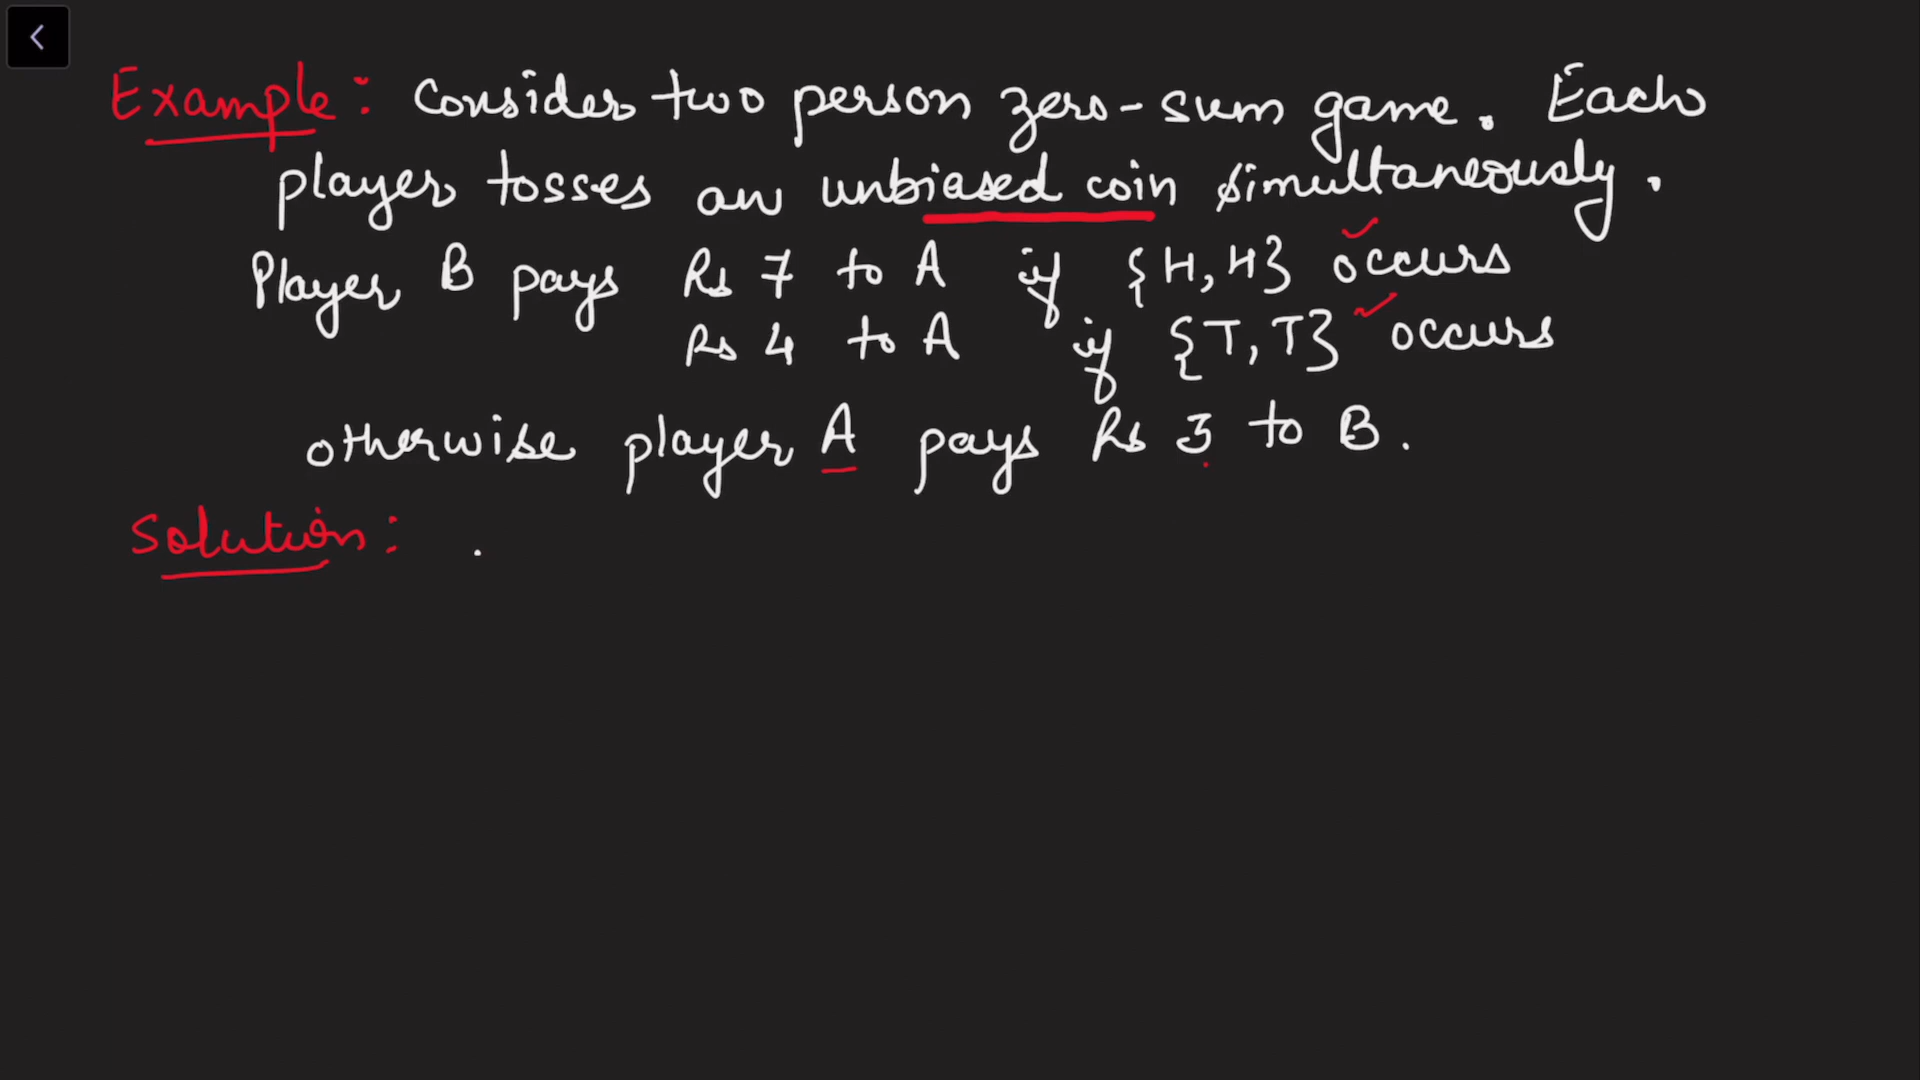 Example: Consider two person zero-sum game. Each
player tosses an unbiased coin simultaneously.
Player B pays Rs 7 to A if {H, H} occurs
Rs 4 to A if {T, T} occurs
otherwise player A pays Rs 3 to B.
Solution: